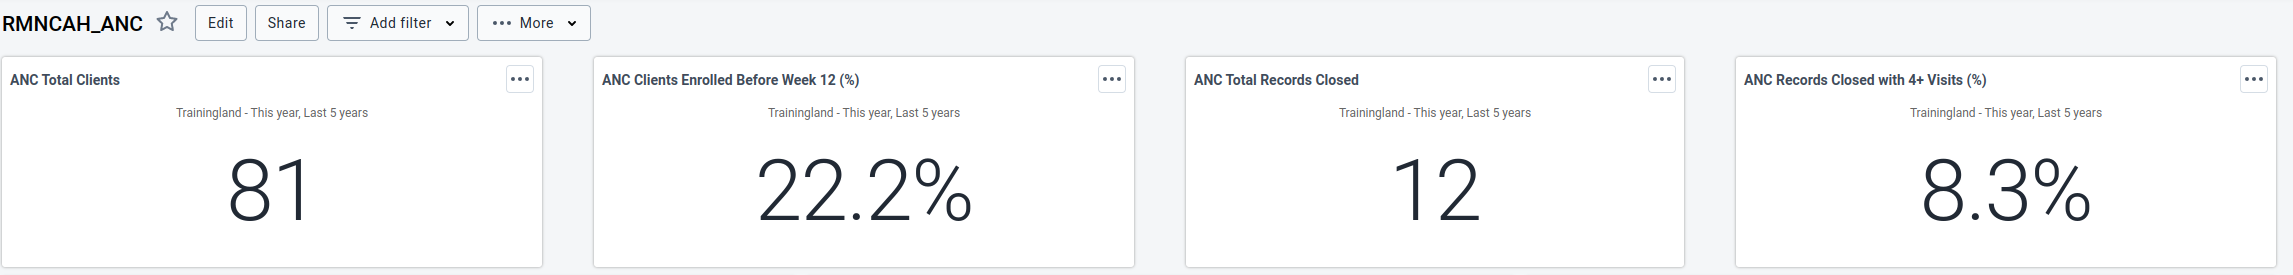 RMNCAH_ANC
Edit
Share
Add filter
More
ANC Total Clients
Trainingland - This year, Last 5 years
81
ANC Clients Enrolled Before Week 12 (%)
Trainingland - This year, Last 5 years
22.2%
ANC Total Records Closed
Trainingland - This year, Last 5 years
12
ANC Records Closed with 4+ Visits (%)
Trainingland - This year, Last 5 years
8.3%